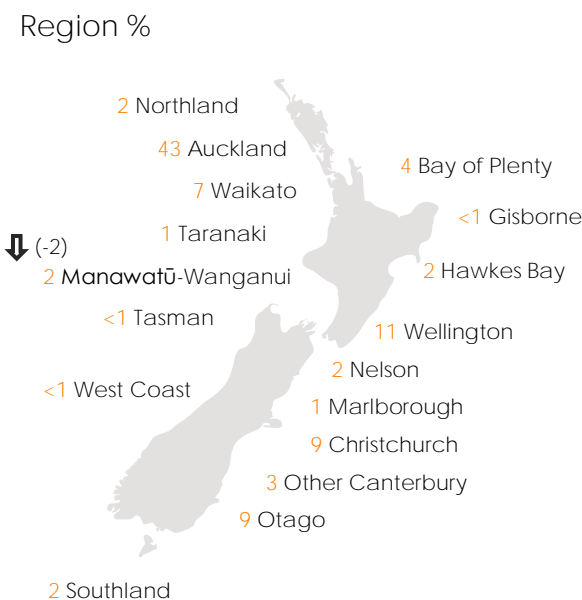 Region %
2 Northland
43 Auckland
7 Waikato
1 Taranaki
(-2)
2 Manawatū-Wanganui
<1 Tasman
<1 West Coast
4 Bay of Plenty
<1 Gisborne
2 Hawkes Bay
11 Wellington
2 Nelson
1 Marlborough
9 Christchurch
3 Other Canterbury
9 Otago
2 Southland